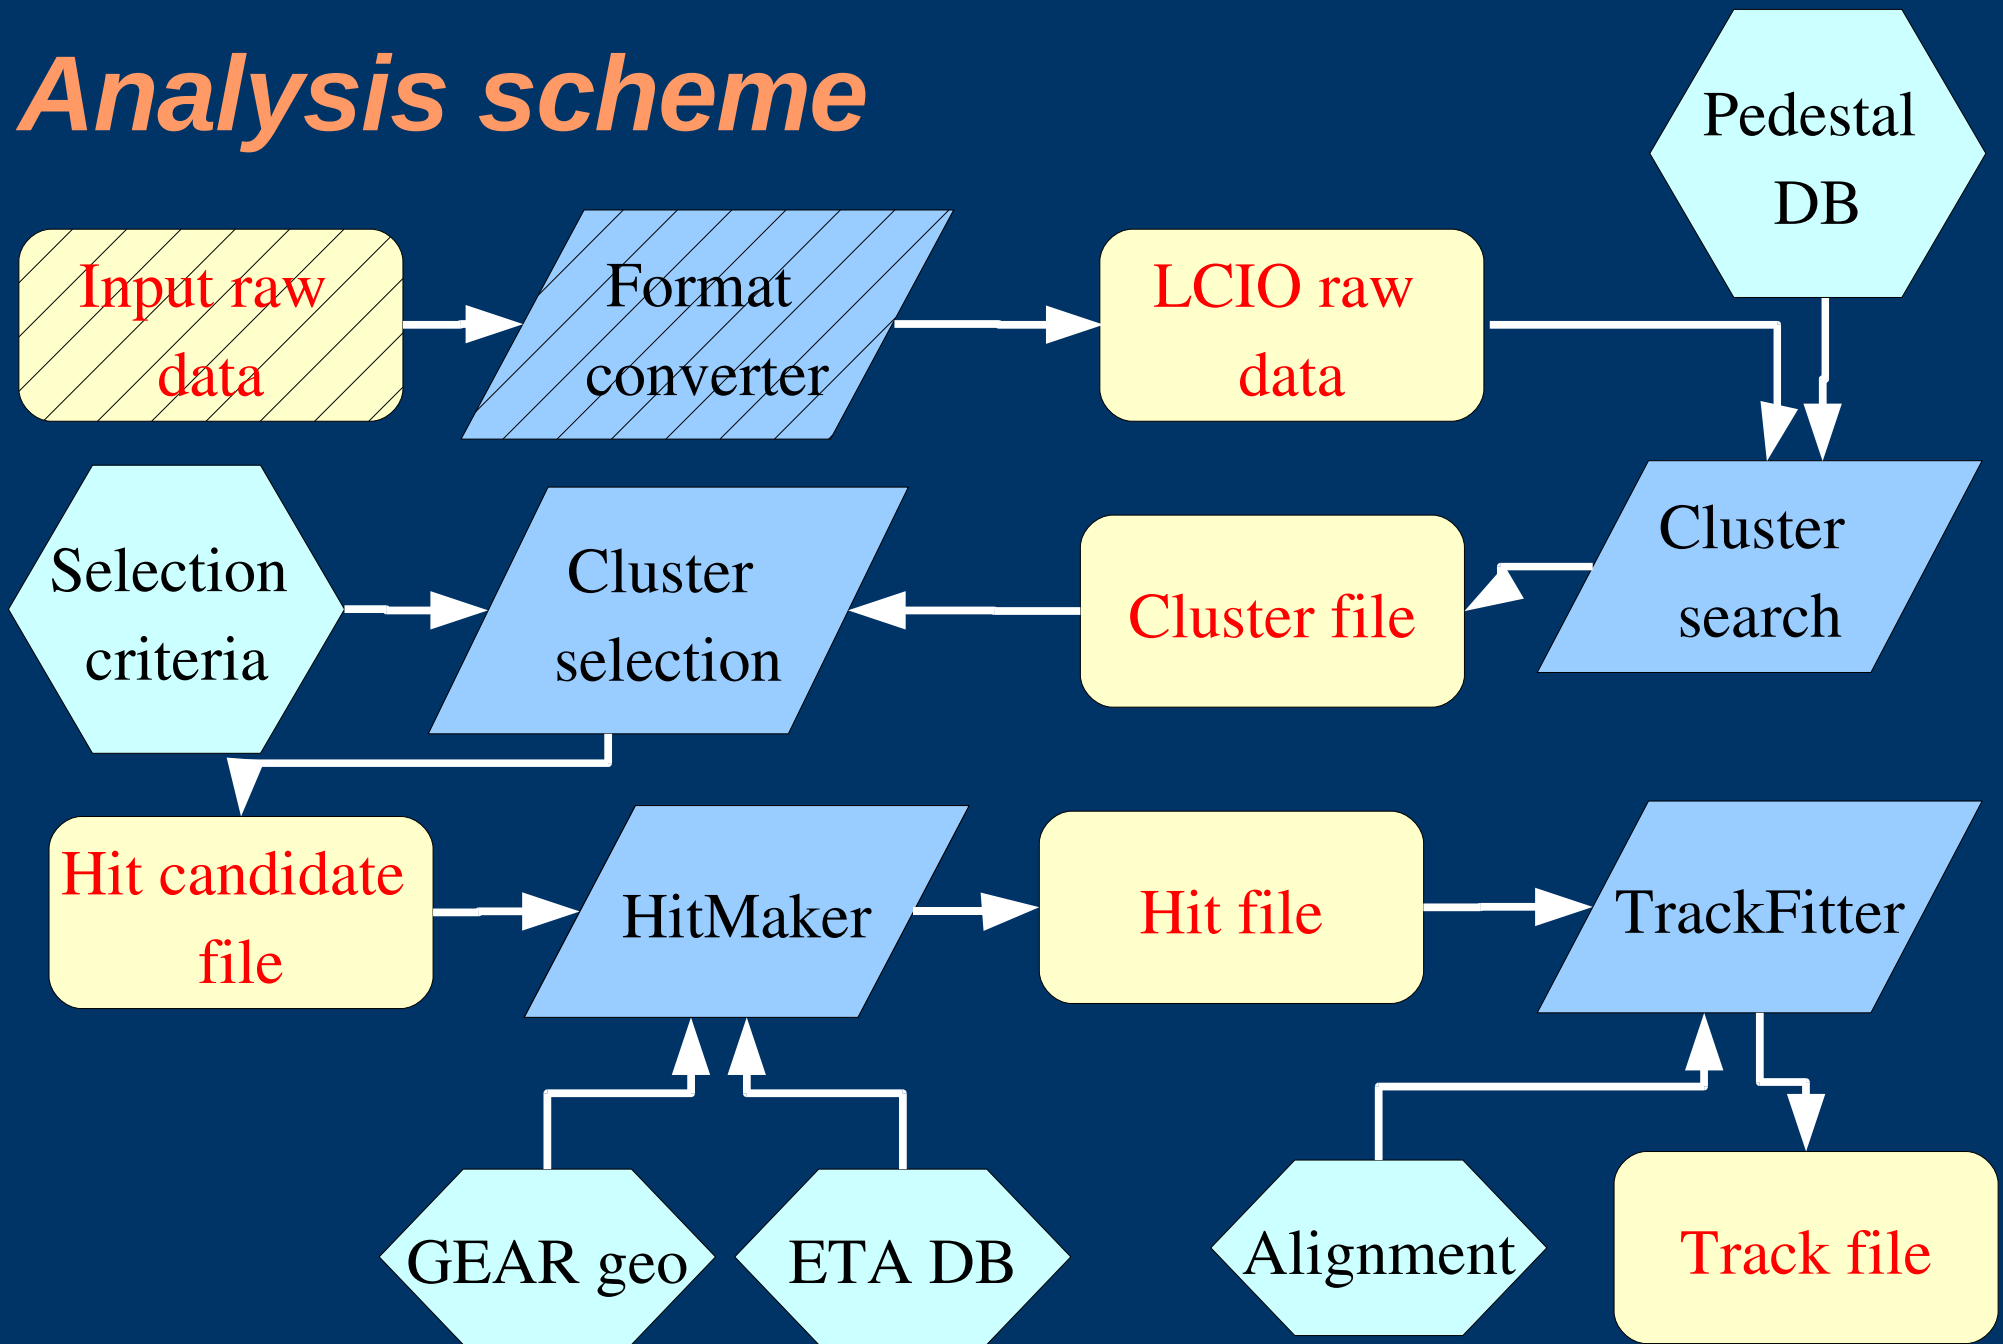 Analysis scheme
Pedestal
DB
Input raw
data
Format
converter
LCIO raw
data
Selection
criteria
Cluster
selection
Cluster file
Cluster
search
Hit candidate
file
HitMaker
Hit file
TrackFitter
GEAR geo
ETA DB
Alignment
Track file